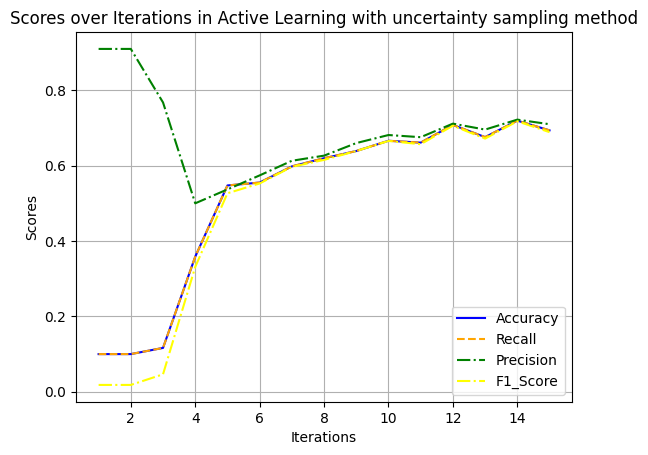 Scores over Iterations in Active Learning with uncertainty sampling method
0.8
0.6
0.4
0.2
0.0
Scores
2 4 6 8 10 12 14
Iterations
Accuracy
Recall
Precision
F1_Score